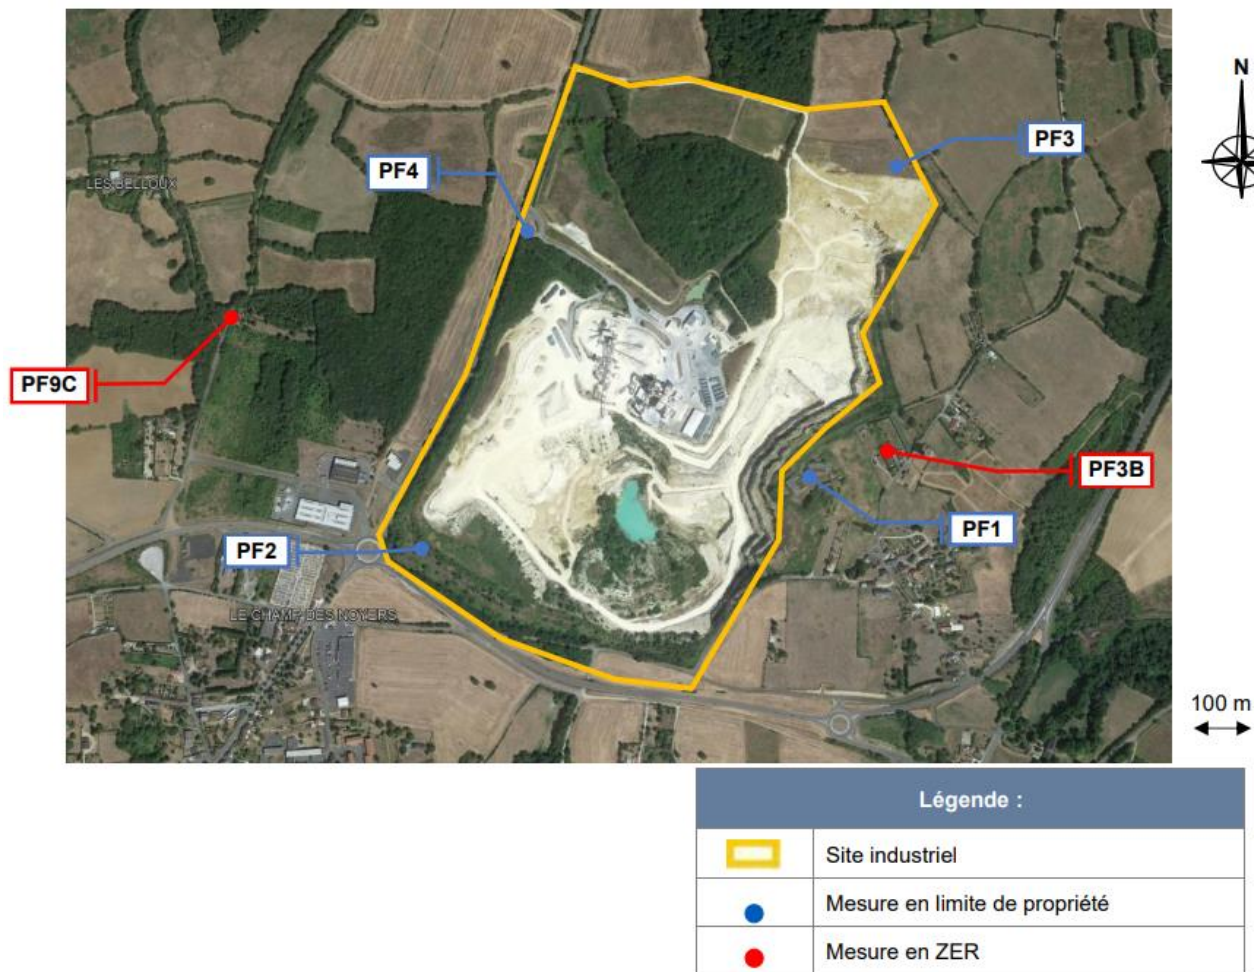 N
PF3
PF4
LES BELLOUX
PF9C
PF3B
PF1
PF2
LE CHAMP DES NOYERS
100 m
Légende :
Site industriel
Mesure en limite de propriété
Mesure en ZER